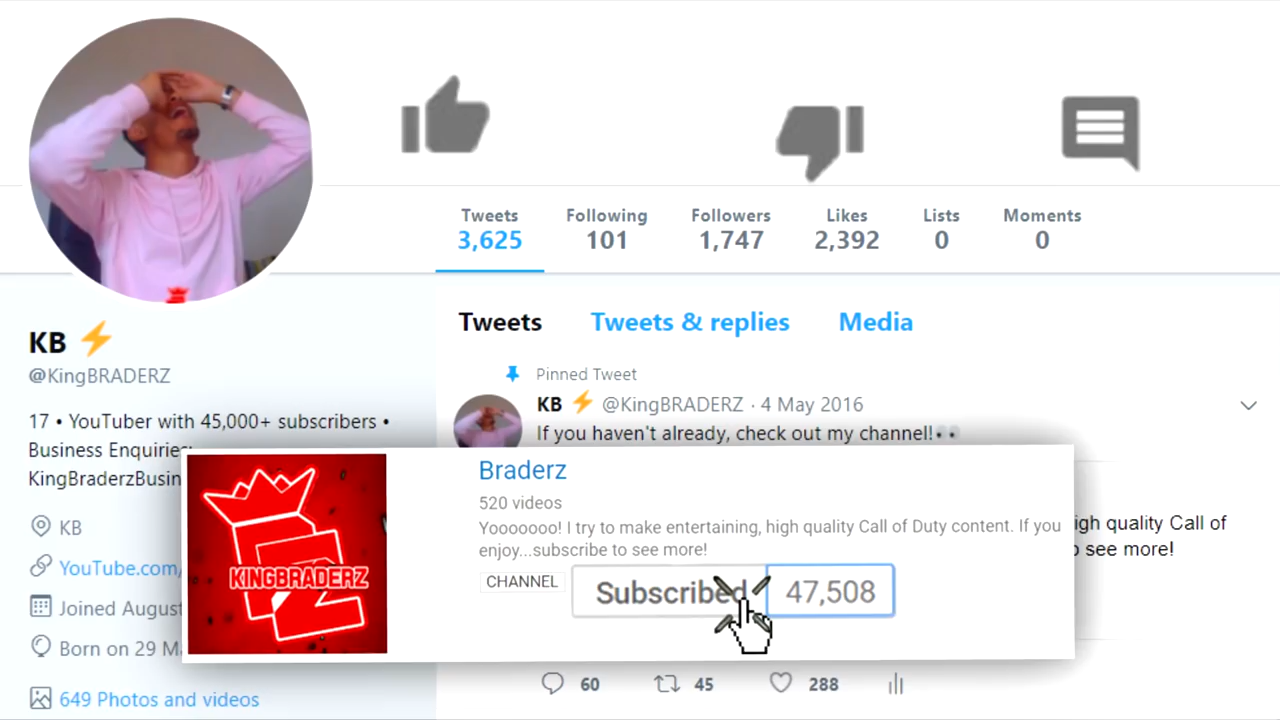 Tweets Following Followers Likes Lists Moments
3,625 101 1,747 2,392 0 0
KB⚡
@KingBRADERZ
17 • YouTuber with 45,000+ subscribers •
Business Enquiries:
KingBraderzBusin
KB
YouTube.com/
Joined August
Born on 29 M
649 Photos and videos
Tweets Tweets & replies Media
Pinned Tweet
KB⚡ @KingBRADERZ · 4 May 2016
If you haven't already, check out my channel!👀
KINGBRADERZ
Braderz
520 videos
Yooooooo! I try to make entertaining, high quality Call of Duty content. If you
enjoy...subscribe to see more!
CHANNEL
Subscribed 47,508
igh quality Call of
see more!
60 45 288